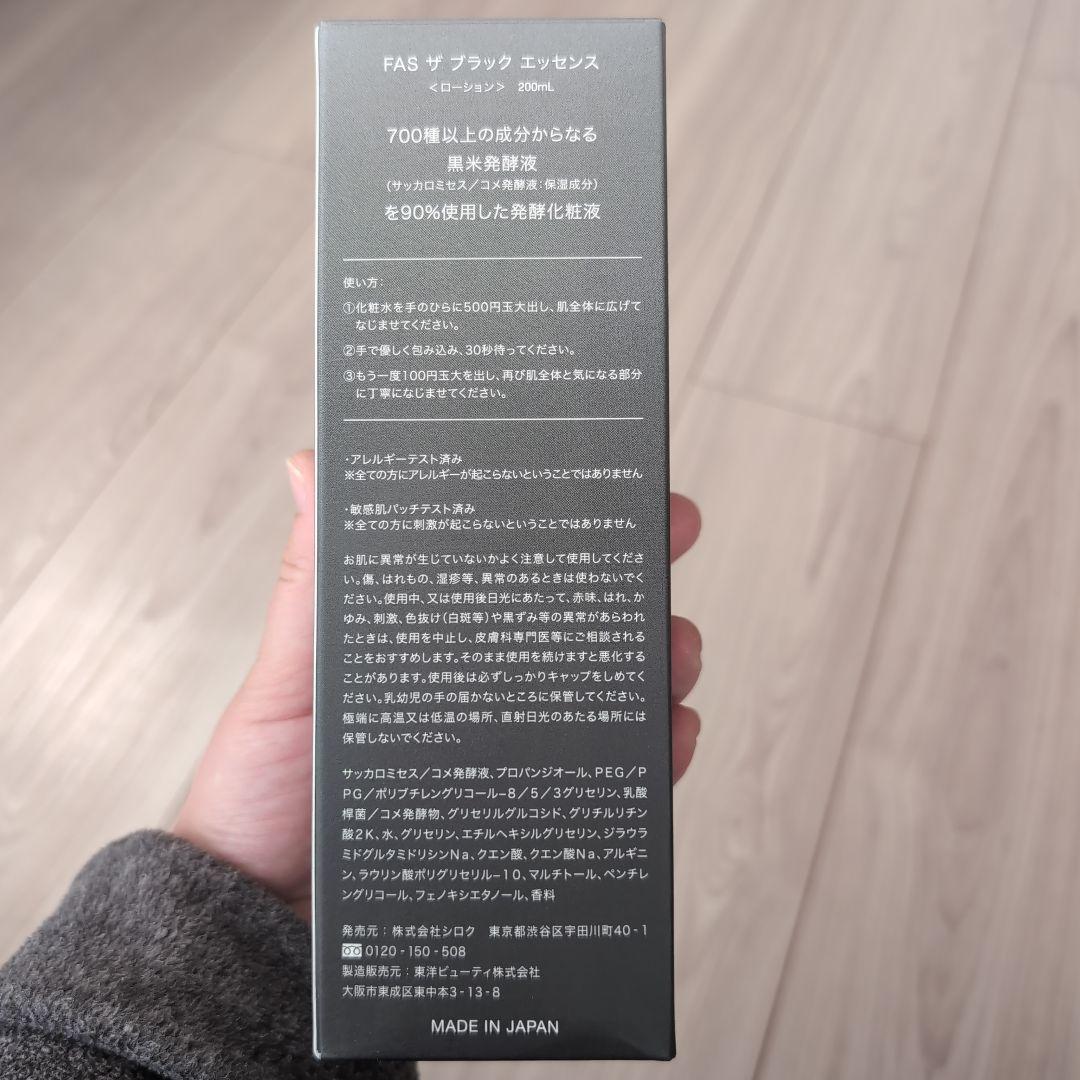 FAS ザ ブラック エッセンス
＜ローション＞　200mL
700種以上の成分からなる
黒米発酵液
（サッカロミセス／コメ発酵液：保湿成分）
を90%使用した発酵化粧液
使い方：
①化粧水を手のひらに500円玉大出し、肌全体に広げて
なじませてください。
②手で優しく包み込み、30秒待ってください。
③もう一度100円玉大を出し、再び肌全体と気になる部分
に丁寧になじませてください。
・アレルギーテスト済み
※全ての方にアレルギーが起こらないということではありません
・敏感肌パッチテスト済み
※全ての方に刺激が起こらないということではありません
お肌に異常が生じていないかよく注意して使用してくださ
い。傷、はれもの、湿疹等、異常のあるときは使わないでく
ださい。使用中、又は使用後日光にあたって、赤味、はれ、か
ゆみ、刺激、色抜け（白斑等）や黒ずみ等の異常があらわれ
たときは、使用を中止し、皮膚科専門医等にご相談される
ことをおすすめします。そのまま使用を続けますと悪化する
ことがあります。使用後は必ずしっかりキャップをしめてく
ださい。乳幼児の手の届かないところに保管してください。
極端に高温又は低温の場所、直射日光のあたる場所には
保管しないでください。
サッカロミセス／コメ発酵液、プロパンジオール、PEG／P
PG／ポリブチレングリコール−8／5／3グリセリン、乳酸
桿菌／コメ発酵物、グリセリルグルコシド、グリチルリチン
酸2K、水、グリセリン、エチルヘキシルグリセリン、ジラウラ
ミドグルタミドリシンNa、クエン酸、クエン酸Na、アルギニ
ン、ラウリン酸ポリグリセリル−10、マルチトール、ペンチレ
ングリコール、フェノキシエタノール、香料
発売元：株式会社シロク　東京都渋谷区宇田川町40-1
0120-150-508
製造販売元：東洋ビューティ株式会社
大阪市東成区東中本3-13-8
MADE IN JAPAN